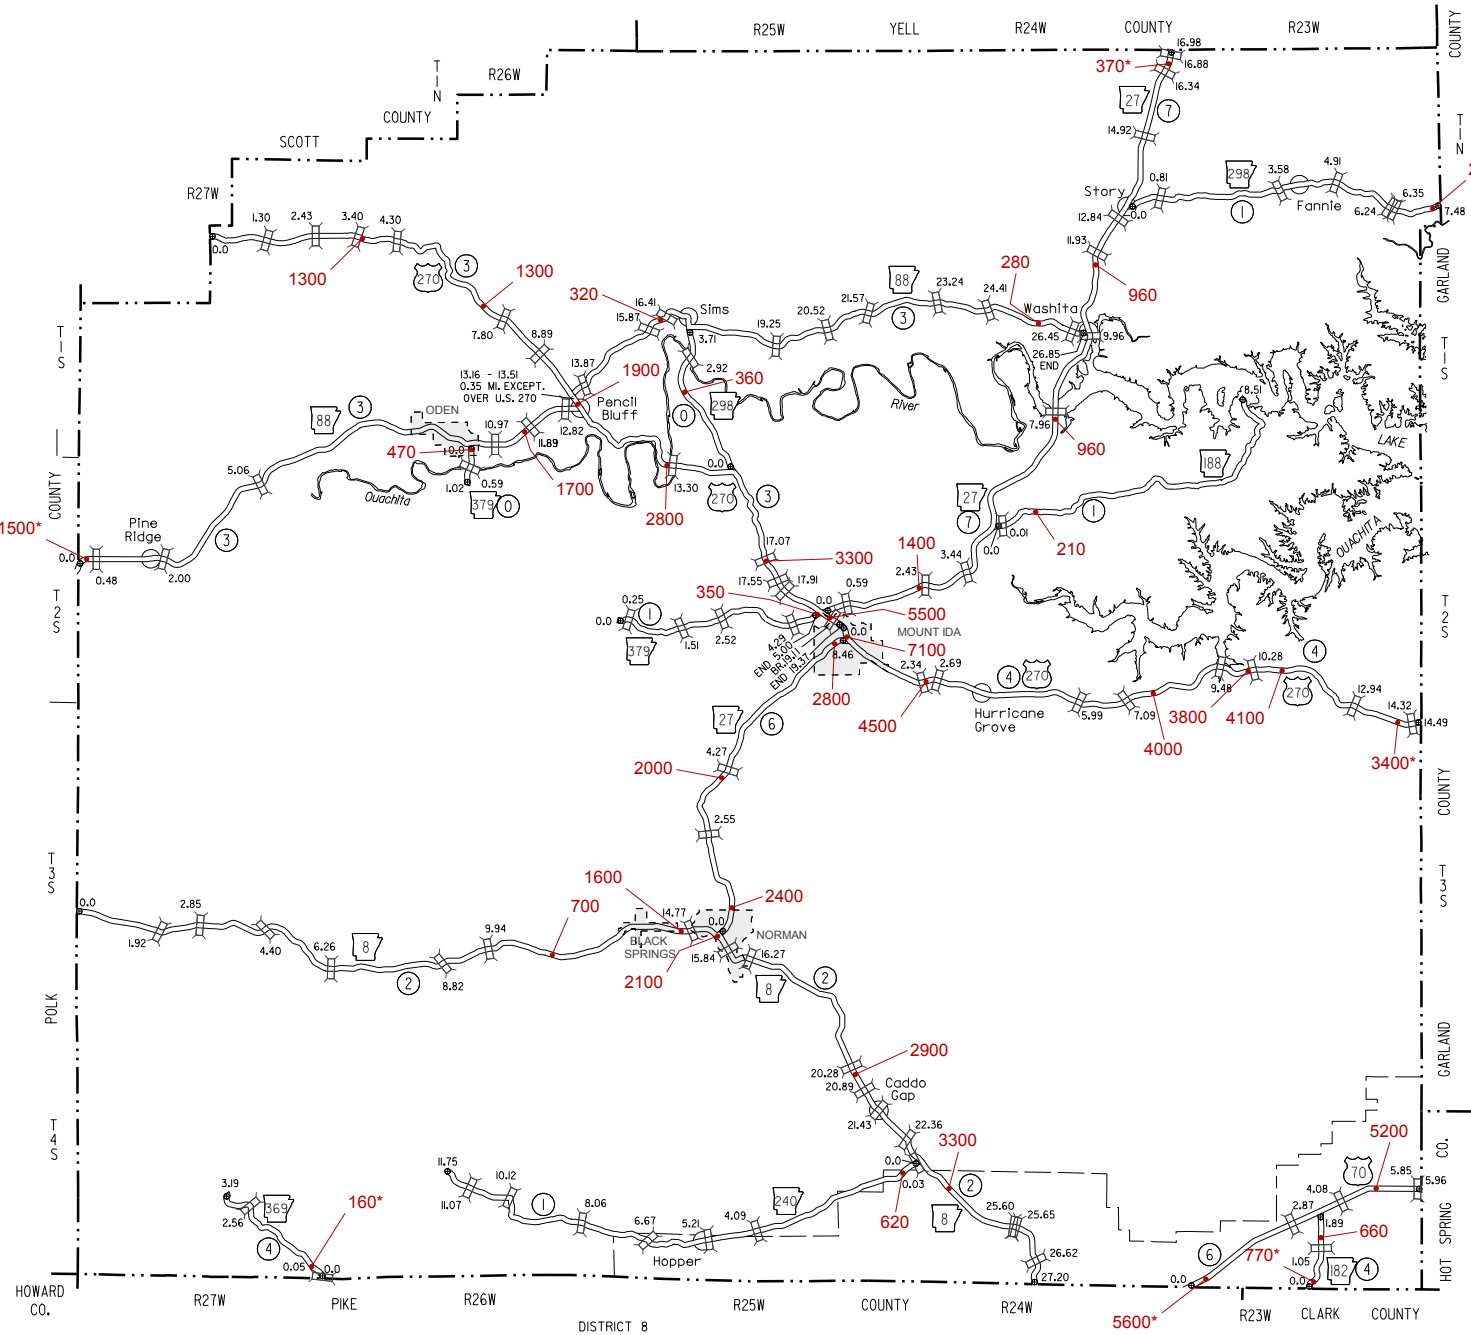 R25W
YELL
R24W
COUNTY
R23W
COUNTY
T
I
N
R26W
COUNTY
SCOTT
R27W
370*
16.98
16.88
16.34
27
7
14.92
T
I
N
Story
0.81
298
3.58
4.91
1
Fannie
6.24
6.35
7.48
2
12.84
0.0
11.93
GARLAND
1.30
2.43
3.40
4.30
0.0
1300
3
270
1300
7.80
8.89
320
16.41
15.87
Sims
3.71
13.87
2.92
88
3
19.25
20.52
21.57
23.24
24.41
280
Washita
960
26.45
9.96
26.85
END
T
I
S
T
I
S
13.16 - 13.51
0.35 MI. EXCEPT.
OVER U.S. 270
1900
Pencil
Bluff
360
298
0
River
8.51
LAKE
OUACHITA
88
3
ODEN
10.97
11.89
12.82
470
0.0
0.59
1.02
379
0
1700
2800
13.30
0.0
270
3
7.96
960
188
27
7
0.0
0.01
1
210
5.06
Ouachita
COUNTY
Pine
Ridge
1500*
0.0
0.48
2.00
3
T
2
S
17.07
3300
17.55
17.91
1400
2.43
3.44
350
0.0
0.59
5500
0.25
0.0
1
379
1.51
2.52
4.29
END 5.00
BR.19.11
END 19.37
0.0
7100
8.46
MOUNT IDA
2800
2.34
2.69
4500
4
270
Hurricane
Grove
5.99
7.09
4000
9.48
3800
10.28
4100
4
270
12.94
14.32
14.49
3400*
T
2
S
27
6
4.27
2000
2.55
COUNTY
T
3
S
T
3
S
0.0
1.92
2.85
4.40
6.26
8
2
8.82
9.94
700
1600
14.77
BLACK
SPRINGS
2100
2400
0.0
NORMAN
15.84
16.27
8
2
POLK
GARLAND
2900
20.28
20.89
Caddo
Gap
21.43
22.36
T
4
S
3300
0.0
0.03
620
2
8
25.60
25.65
26.62
27.20
11.75
11.07
10.12
1
8.06
6.67
5.21
4.09
240
Hopper
3.19
2.56
369
4
0.05
0.0
160*
5200
70
5.85
5.96
4.08
2.87
1.89
660
6
770*
1.05
0.0
182
4
0.0
5600*
CO.
HOT SPRING
HOWARD
CO.
R27W
PIKE
R26W
R25W
COUNTY
R24W
R23W
CLARK
COUNTY
DISTRICT 8